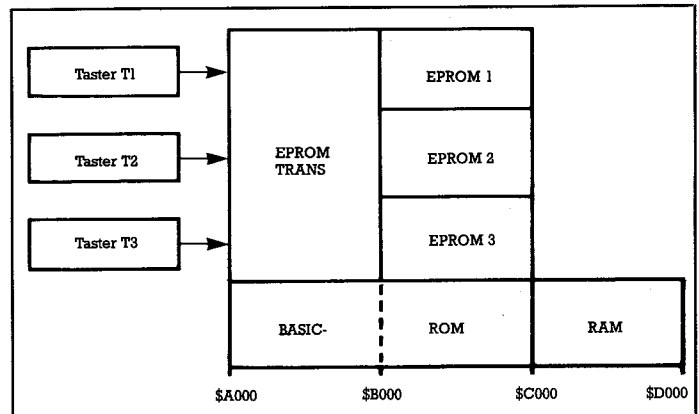 Taster T1
Taster T2
Taster T3
EPROM
TRANS
EPROM 1
EPROM 2
EPROM 3
BASIC-
ROM
RAM
$A000
$B000
$C000
$D000